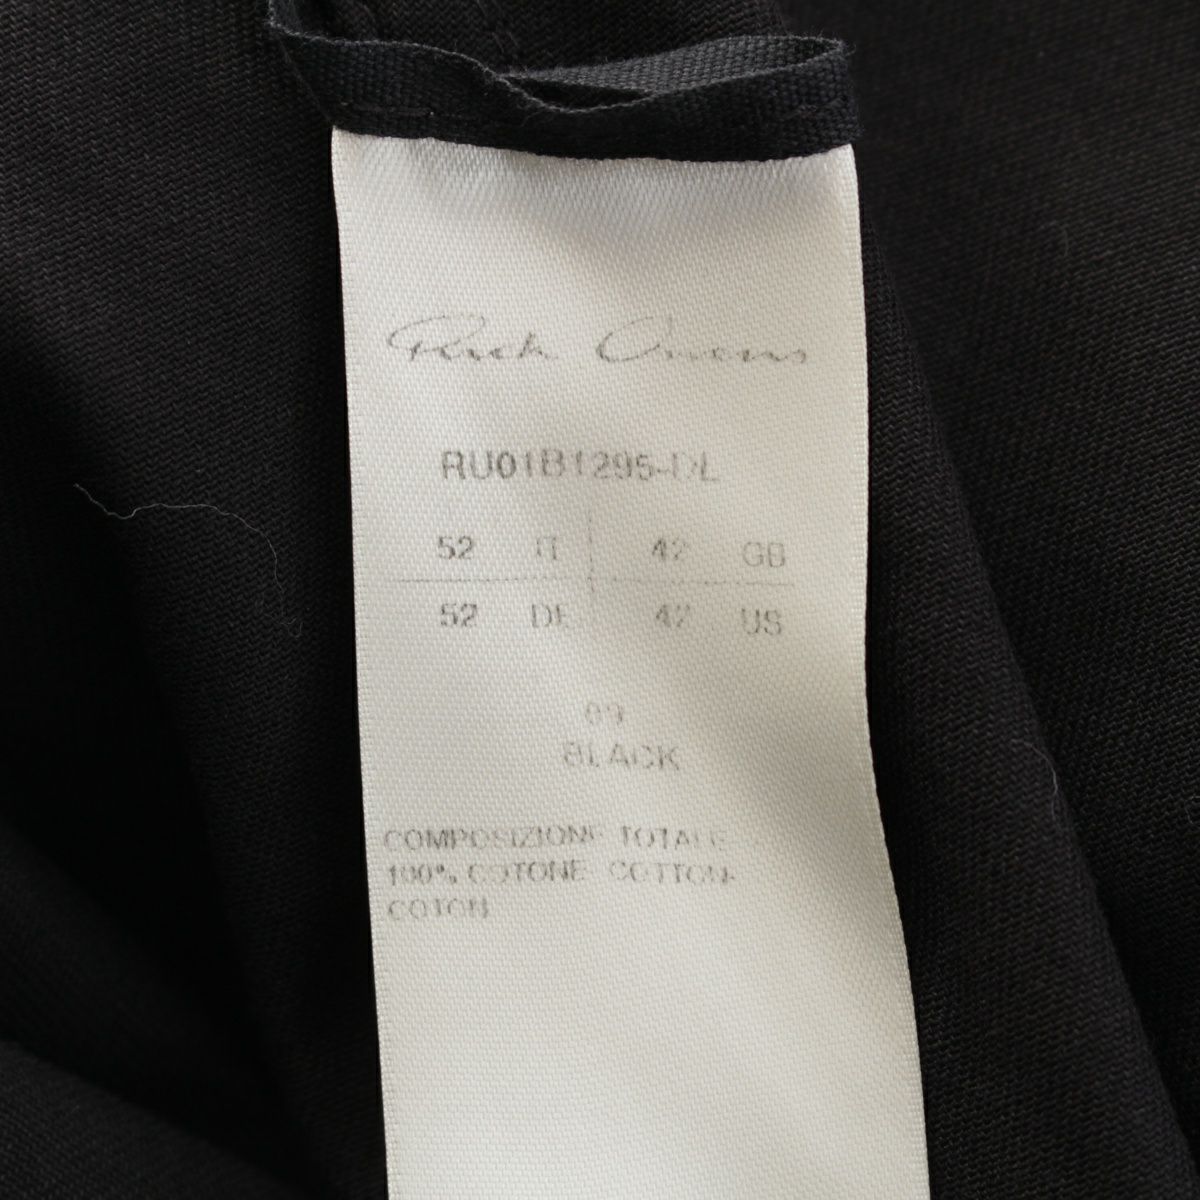 Rick Owens
RU01B1295-DL
52 IT 42 GB
52 DE 42 US
09
BLACK
COMPOSIZIONE TOTALE
100% COTONE COTTON-
COTON